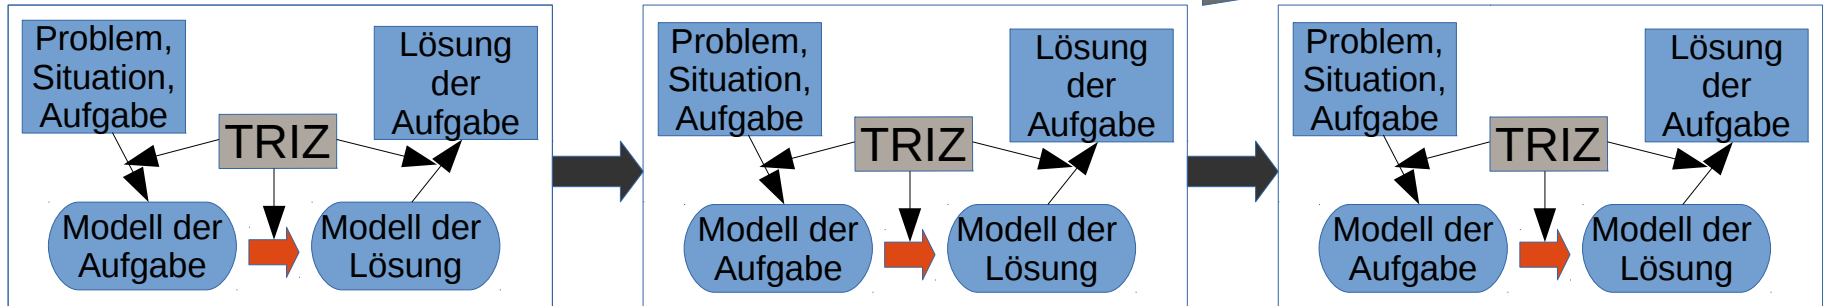 Problem,
Situation,
Aufgabe
Lösung
der
Aufgabe
TRIZ
Modell der
Aufgabe
Modell der
Lösung
Problem,
Situation,
Aufgabe
Lösung
der
Aufgabe
TRIZ
Modell der
Aufgabe
Modell der
Lösung
Problem,
Situation,
Aufgabe
Lösung
der
Aufgabe
TRIZ
Modell der
Aufgabe
Modell der
Lösung